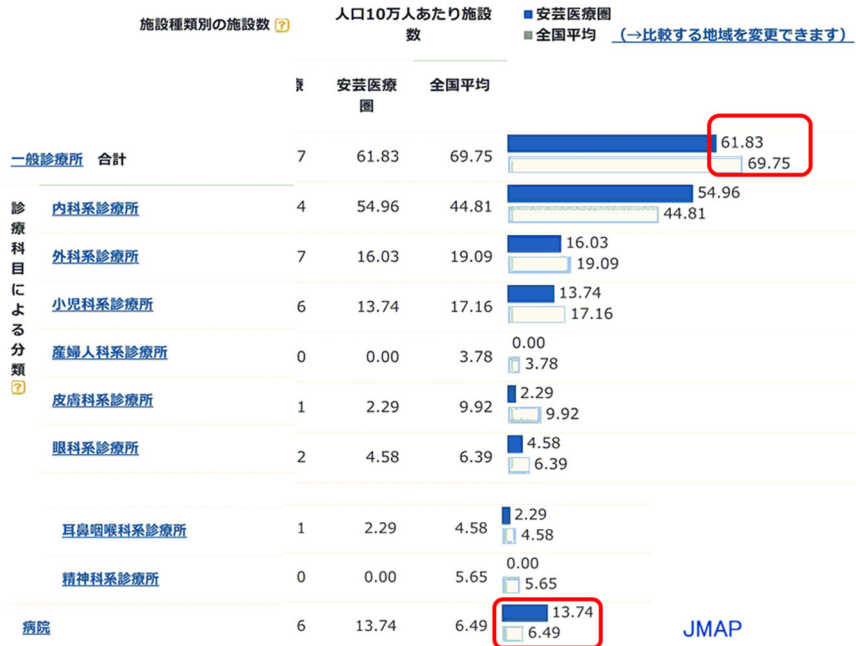 施設種類別の施設数 ?
人口10万人あたり施設
数
■安芸医療圏
■全国平均 (→比較する地域を変更できます)
安芸医療
圏
全国平均
一般診療所 合計 7 61.83 69.75 61.83
69.75
診療科目による分類 ?
内科系診療所 4 54.96 44.81 54.96
44.81
外科系診療所 7 16.03 19.09 16.03
19.09
小児科系診療所 6 13.74 17.16 13.74
17.16
産婦人科系診療所 0 0.00 3.78 0.00
3.78
皮膚科系診療所 1 2.29 9.92 2.29
9.92
眼科系診療所 2 4.58 6.39 4.58
6.39
耳鼻咽喉科系診療所 1 2.29 4.58 2.29
4.58
精神科系診療所 0 0.00 5.65 0.00
5.65
病院 6 13.74 6.49 13.74
6.49
JMAP